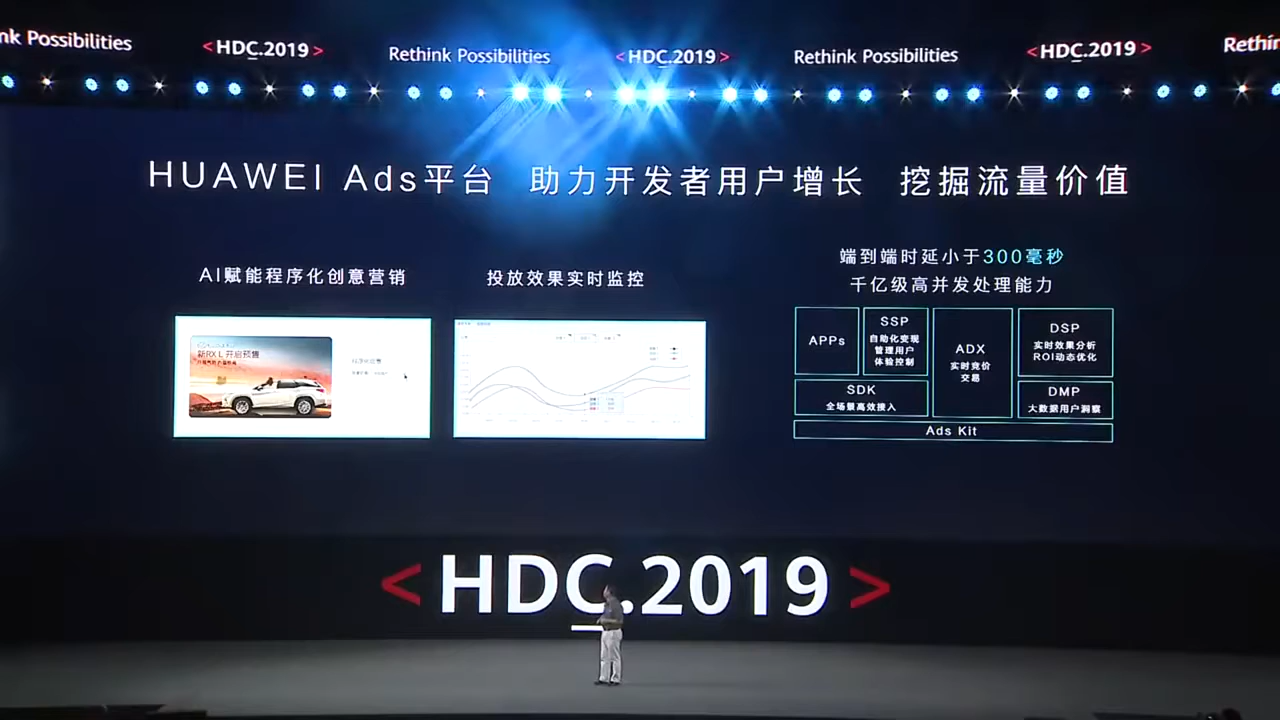 nk Possibilities
<HDC.2019>
Rethink Possibilities
<HDC.2019>
Rethink Possibilities
<HDC.2019>
Rethin
HUAWEI Ads平台 助力开发者用户增长 挖掘流量价值
AI赋能程序化创意营销
新RX L 开启预售
投放效果实时监控
端到端时延小于300毫秒
千亿级高并发处理能力
APPs
SSP
自动化变现
管理用户
体验控制
SDK
全场景高效接入
ADX
实时竞价
交易
DSP
实时效果分析
ROI动态优化
DMP
大数据用户洞察
Ads Kit
<HDC.2019>